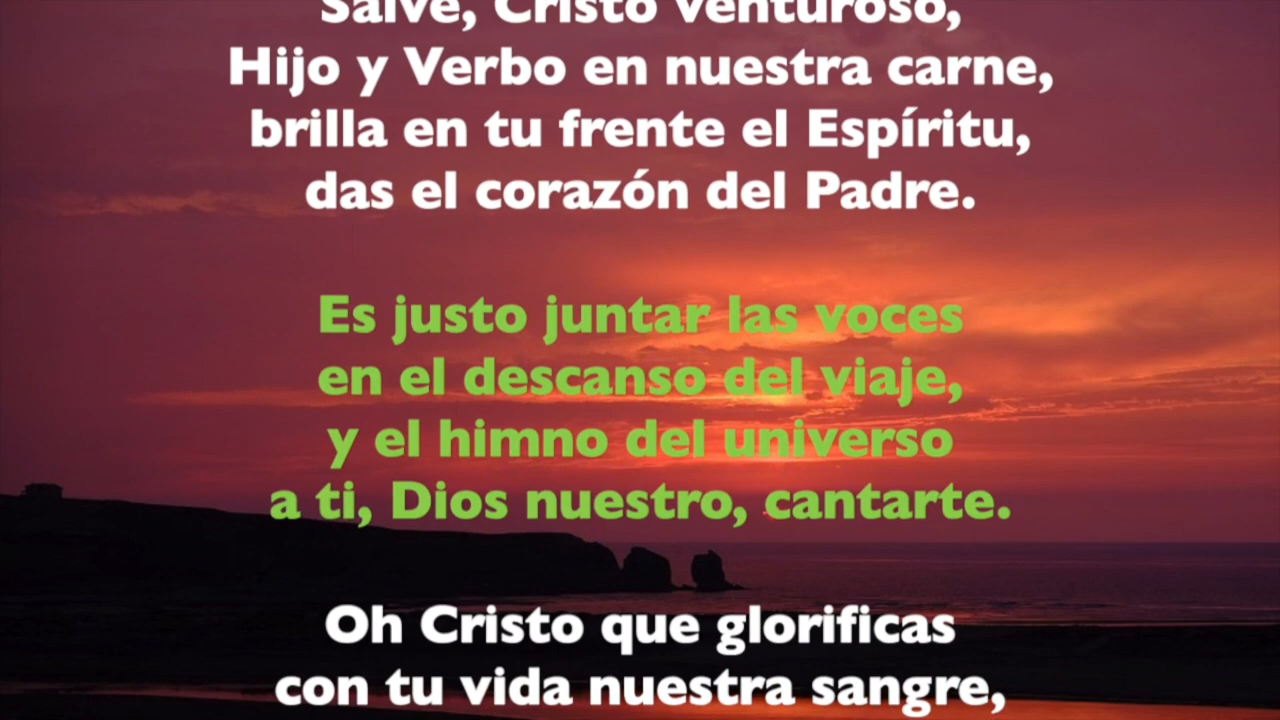 Salve, Cristo venturoso,
Hijo y Verbo en nuestra carne,
brilla en tu frente el Espíritu,
das el corazón del Padre.
Es justo juntar las voces
en el descanso del viaje,
y el himno del universo
a ti, Dios nuestro, cantarte.
Oh Cristo que glorificas
con tu vida nuestra sangre,